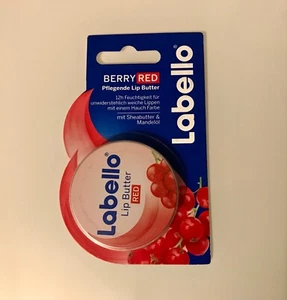 BERRY RED
Pflegende Lip Butter
12h Feuchtigkeit für
unwiderstehlich weiche Lippen
mit einem Hauch Farbe
mit Sheabutter &
Mandelöl
Labello
Labello
Lip Butter
RED